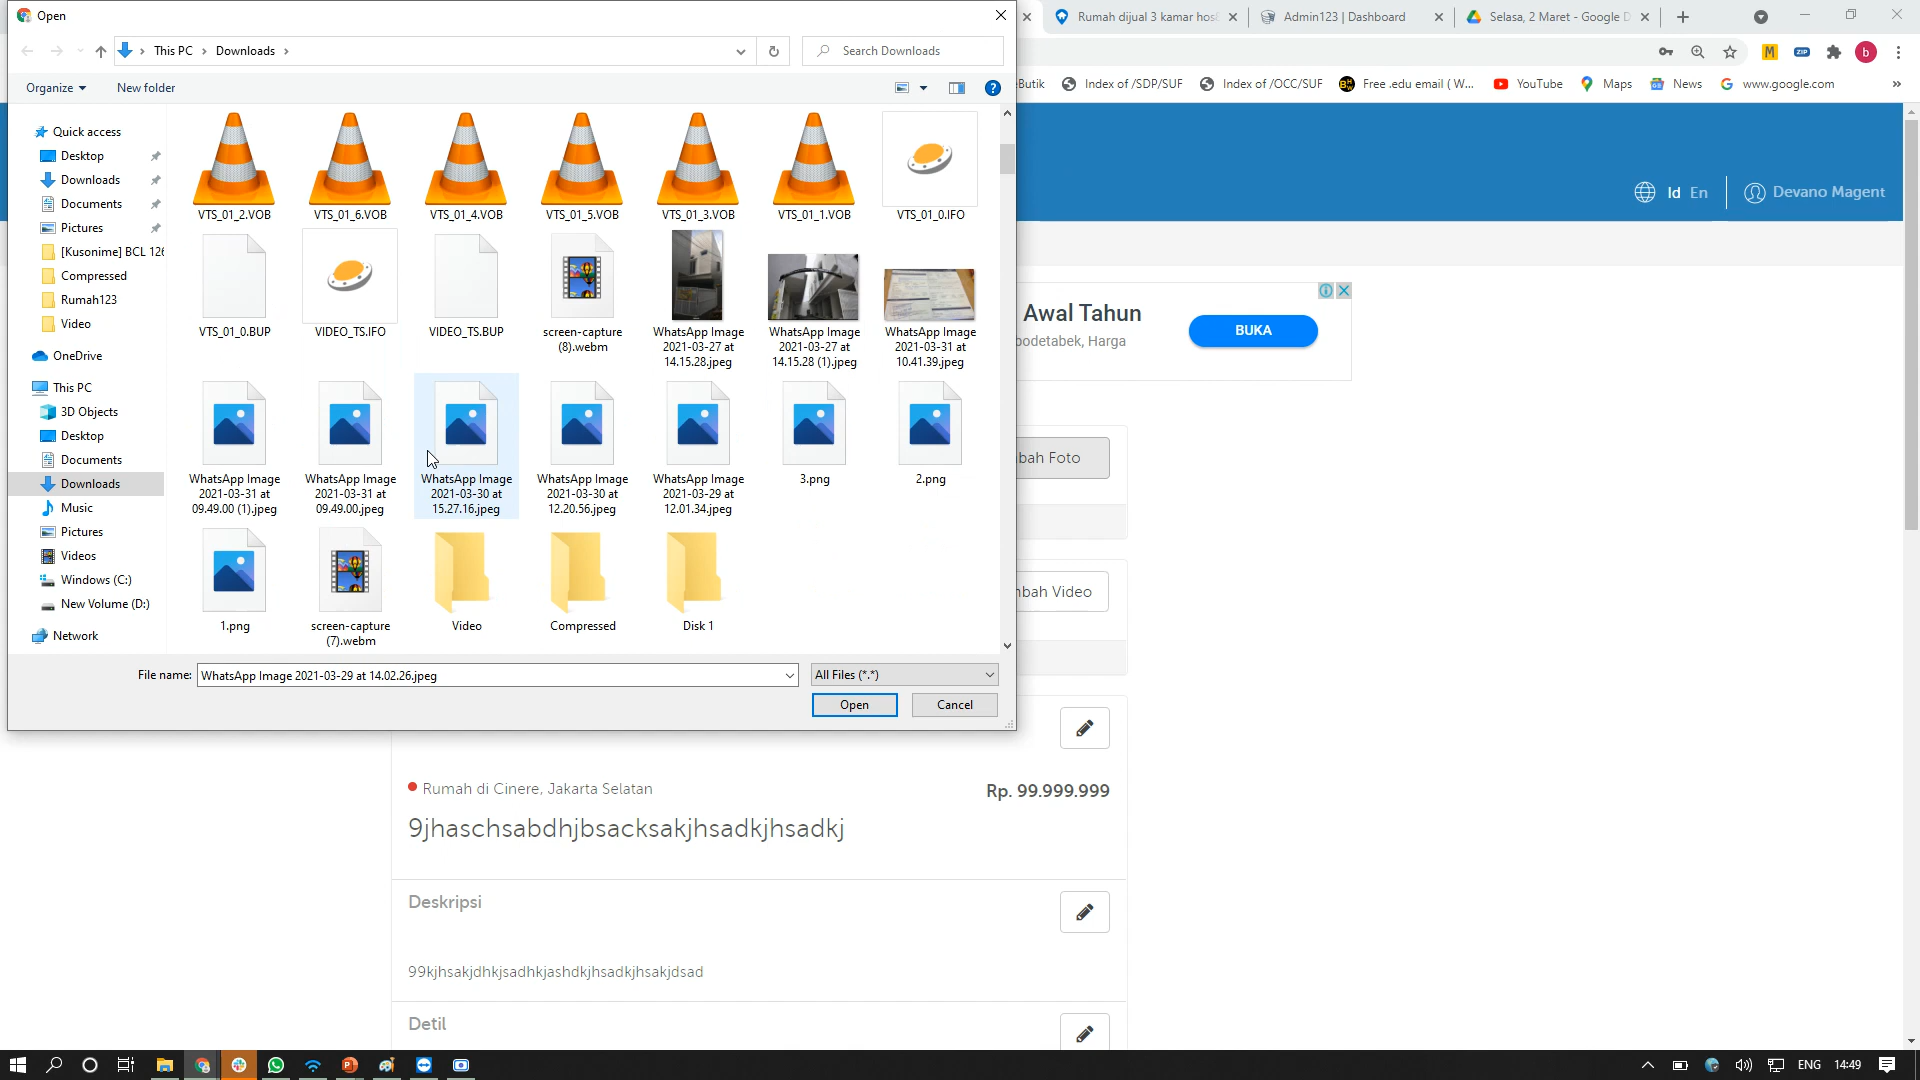 Open
Rumah dijual 3 kamar hos
Admin123 | Dashboard
Selasa, 2 Maret - Google D
This PC
Downloads
Search Downloads
Organize
New folder
Butik
Index of /SDP/SUF
Index of /OCC/SUF
Free .edu email ( W...
YouTube
Maps
News
www.google.com
Quick access
Desktop
Downloads
Documents
Pictures
[Kusonime] BCL 126
Compressed
Rumah123
Video
OneDrive
This PC
3D Objects
Desktop
Documents
Downloads
Music
Pictures
Videos
Windows (C:)
New Volume (D:)
Network
VTS_01_2.VOB
VTS_01_6.VOB
VTS_01_4.VOB
VTS_01_5.VOB
VTS_01_3.VOB
VTS_01_1.VOB
VTS_01_0.IFO
VTS_01_0.BUP
VIDEO_TS.IFO
VIDEO_TS.BUP
screen-capture
(8).webm
WhatsApp Image
2021-03-27 at
14.15.28.jpeg
WhatsApp Image
2021-03-27 at
14.15.28 (1).jpeg
WhatsApp Image
2021-03-31 at
10.41.39.jpeg
WhatsApp Image
2021-03-31 at
09.49.00 (1).jpeg
WhatsApp Image
2021-03-31 at
09.49.00.jpeg
WhatsApp Image
2021-03-30 at
15.27.16.jpeg
WhatsApp Image
2021-03-30 at
12.20.56.jpeg
WhatsApp Image
2021-03-29 at
12.01.34.jpeg
3.png
2.png
1.png
screen-capture
(7).webm
Video
Compressed
Disk 1
File name:
WhatsApp Image 2021-03-29 at 14.02.26.jpeg
All Files (*.*)
Open
Cancel
Id En
Devano Magent
Awal Tahun
odetabek, Harga
BUKA
bah Foto
bah Video
Rumah di Cinere, Jakarta Selatan
Rp. 99.999.999
9jhaschsabdhjbsacksakjhsadkjhsadkj
Deskripsi
99kjhsakjdhkjsadhkjashdkjhsadkjhsakjdsad
Detil
ENG
14:49